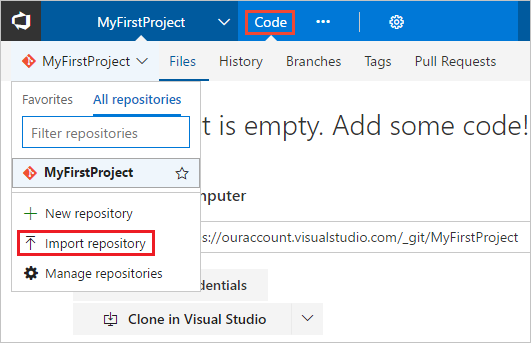 MyFirstProject Code ...
MyFirstProject Files History Branches Tags Pull Requests
Favorites All repositories
t is empty. Add some code!
Filter repositories
MyFirstProject
mputer
New repository
s://ouraccount.visualstudio.com/_git/MyFirstProject
Import repository
Manage repositories
dentials
Clone in Visual Studio